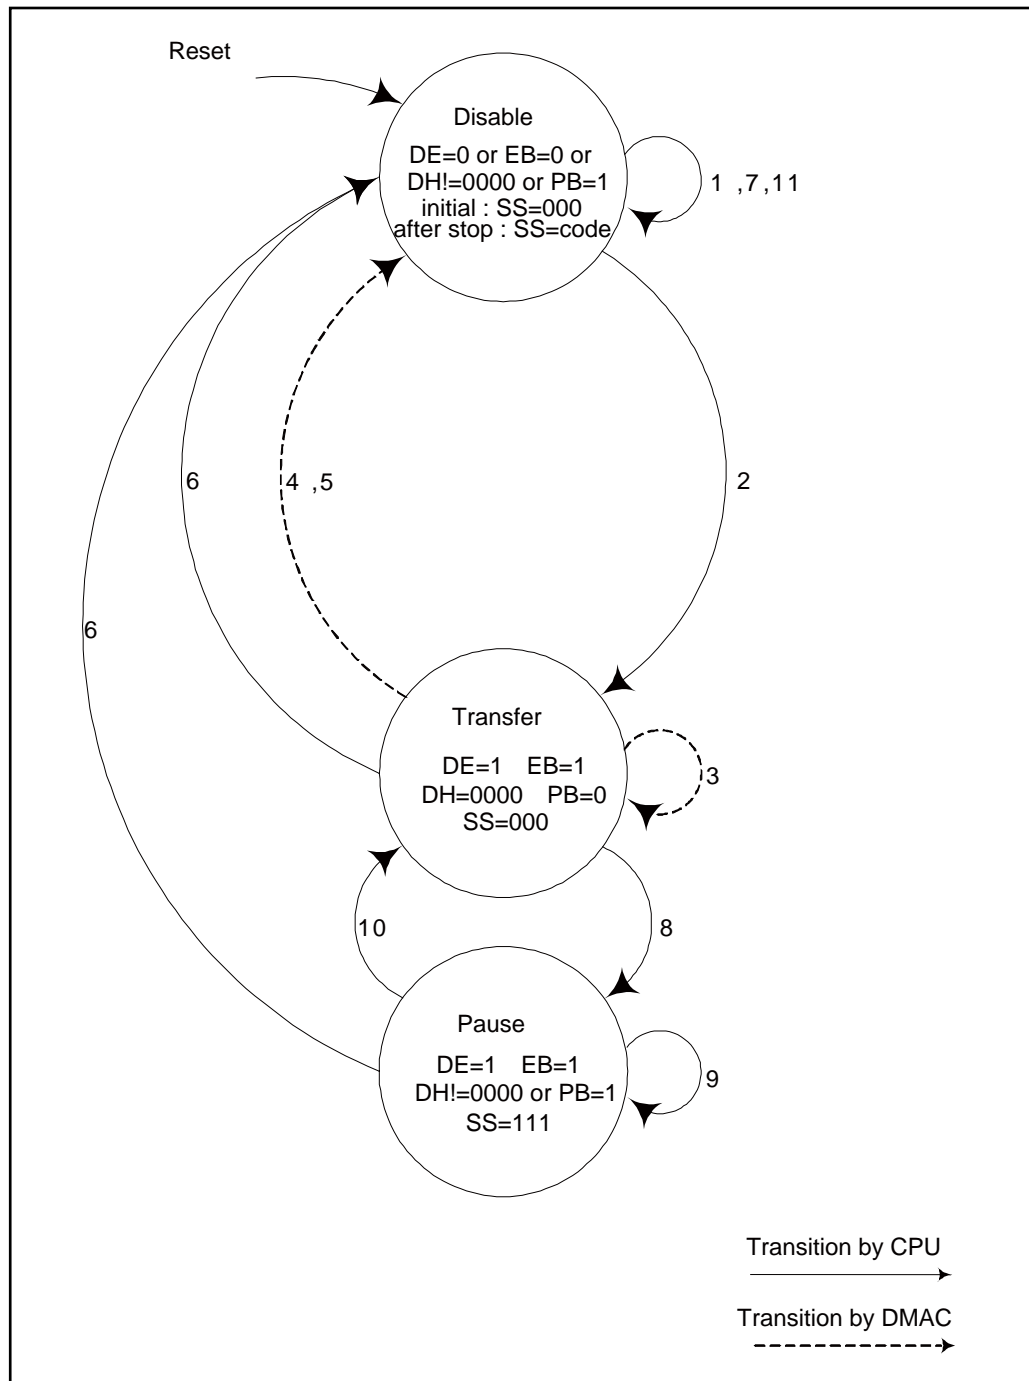 Reset
Disable
DE=0 or EB=0 or
DH!=0000 or PB=1
initial : SS=000
after stop : SS=code
1 ,7,11
6
4 ,5
2
6
Transfer
DE=1 EB=1
DH=0000 PB=0
SS=000
3
10
8
Pause
DE=1 EB=1
DH!=0000 or PB=1
SS=111
9
Transition by CPU
Transition by DMAC